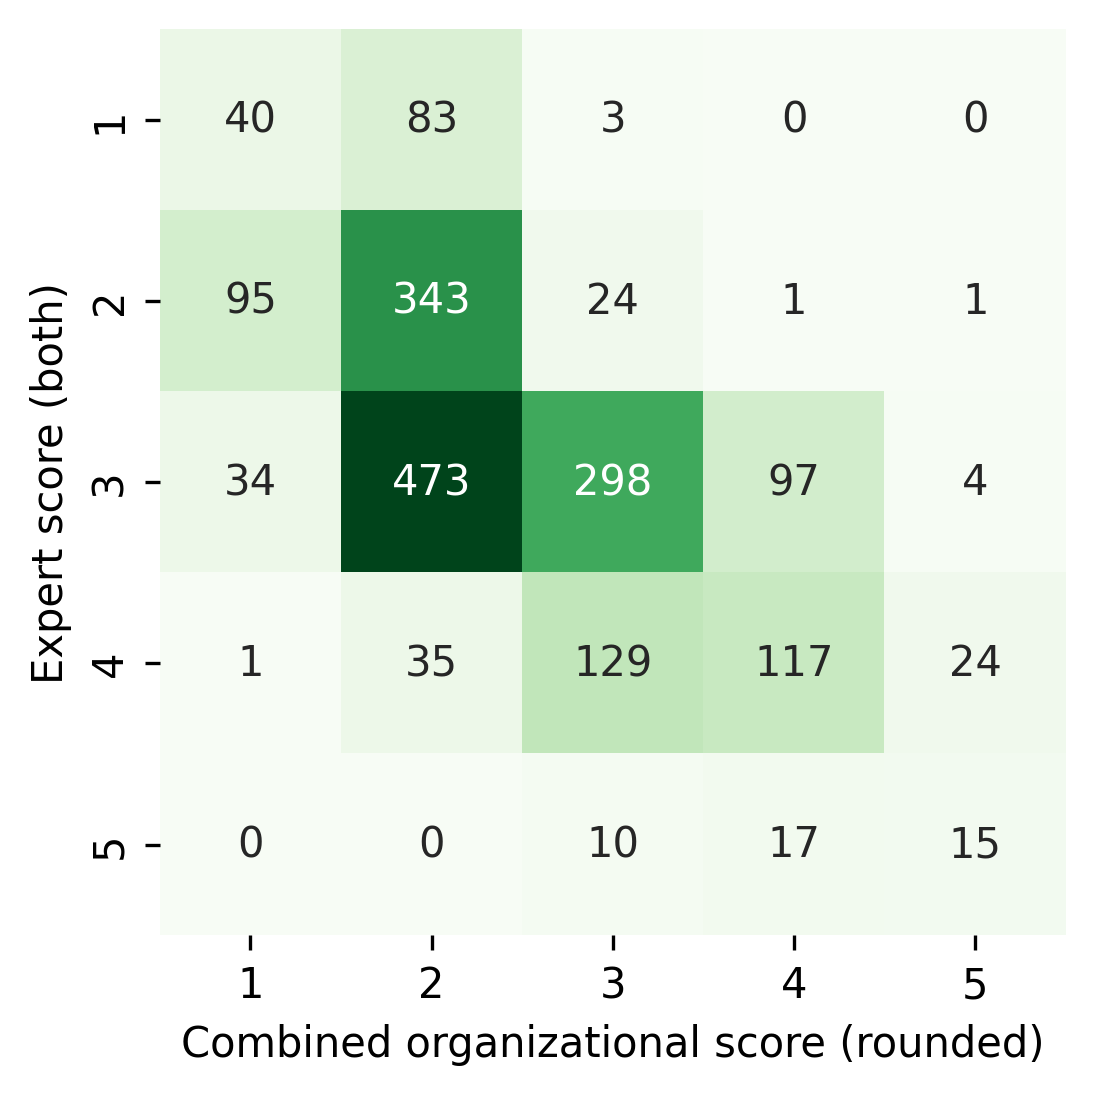 Expert score (both)
1 40 83 3 0 0
2 95 343 24 1 1
3 34 473 298 97 4
4 1 35 129 117 24
5 0 0 10 17 15
1 2 3 4 5
Combined organizational score (rounded)